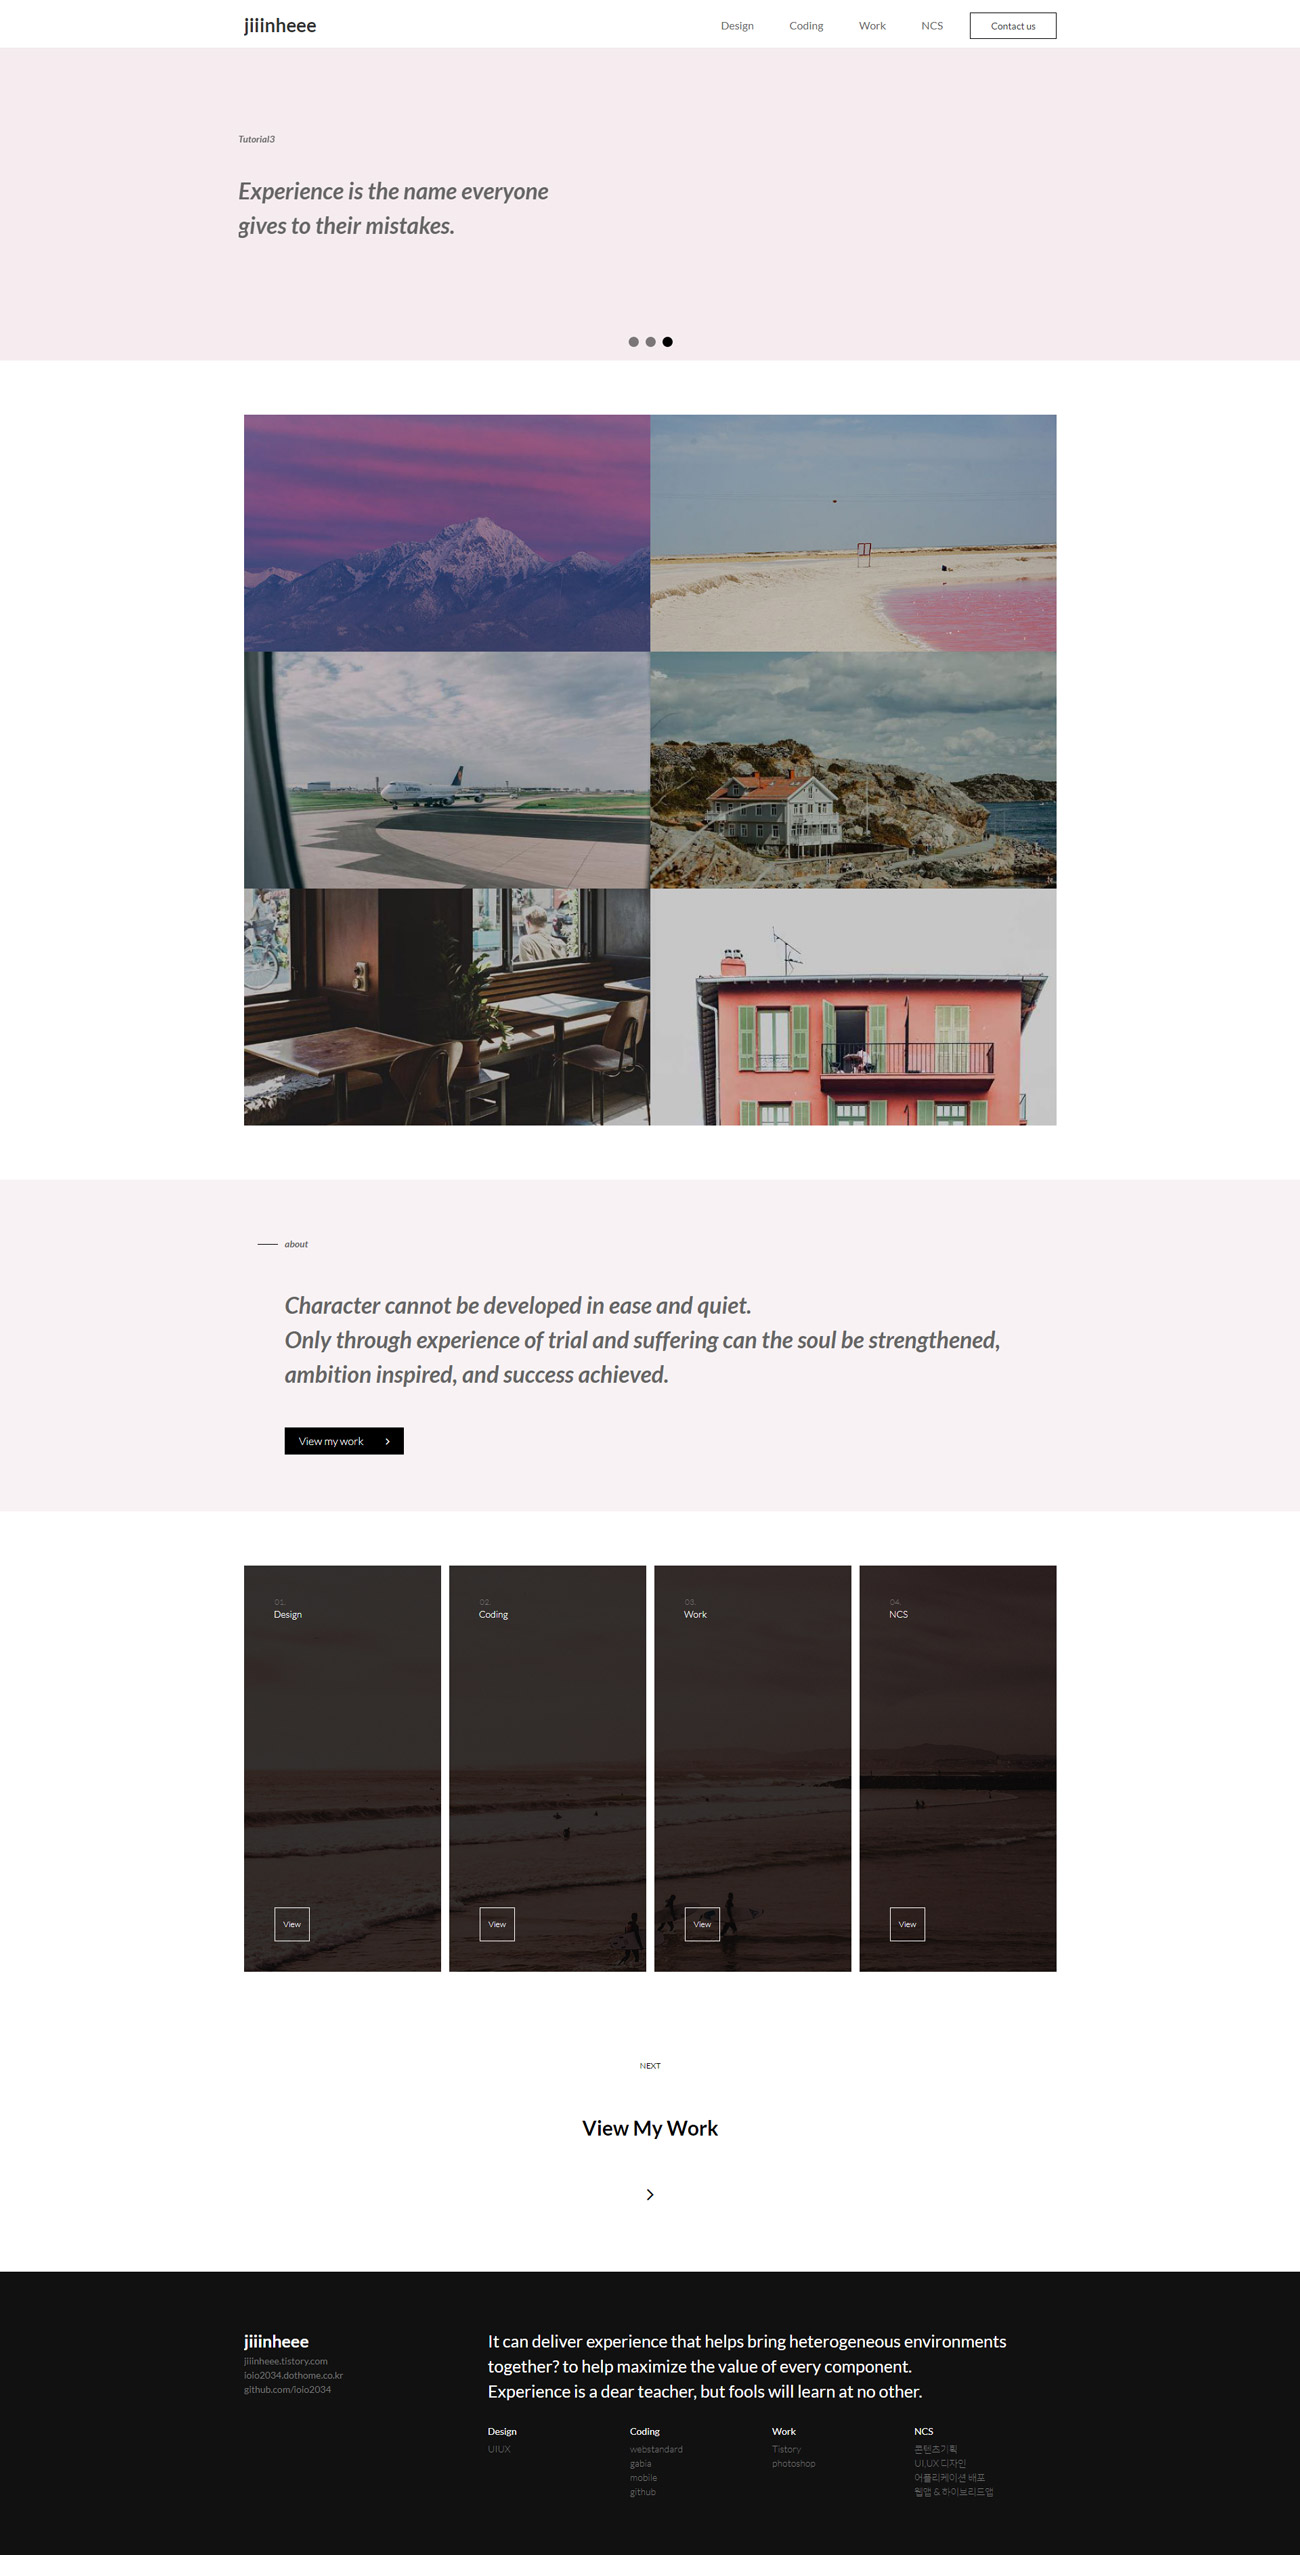 jiiinheee
Design
Coding
Work
NCS
Contact us
Tutorial3
Experience is the name everyone
gives to their mistakes.
about
Character cannot be developed in ease and quiet.
Only through experience of trial and suffering can the soul be strengthened,
ambition inspired, and success achieved.
View my work
01.
Design
View
02.
Coding
View
03.
Work
View
04.
NCS
View
NEXT
View My Work
jiiinheee
jiiinheee.tistory.com
ioio2034.dothome.co.kr
github.com/ioio2034
It can deliver experience that helps bring heterogeneous environments
together? to help maximize the value of every component.
Experience is a dear teacher, but fools will learn at no other.
Design
UIUX
Coding
webstandard
gabia
mobile
github
Work
Tistory
photoshop
NCS
콘텐츠기획
UI,UX 디자인
어플리케이션 배포
웹앱 & 하이브리드앱